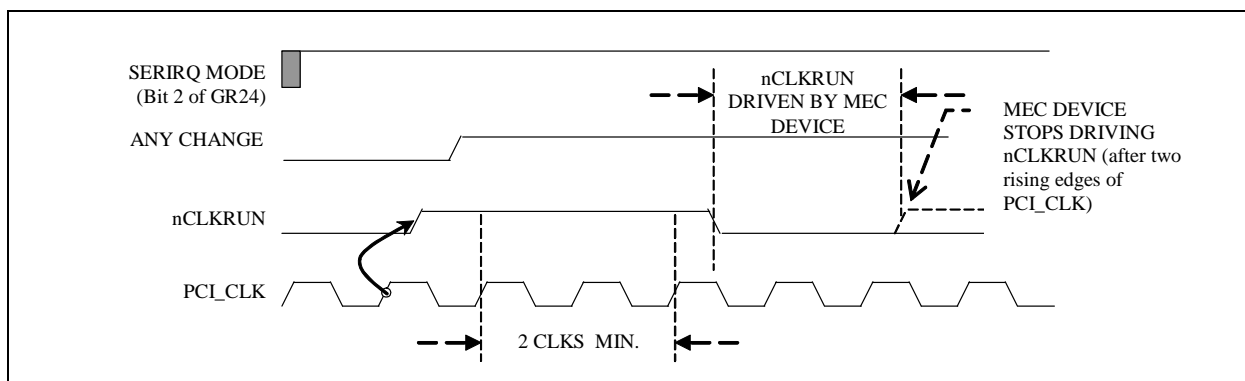 SERIRQ MODE
(Bit 2 of GR24)
nCLKRUN
DRIVEN BY MEC
DEVICE
MEC DEVICE
STOPS DRIVING
nCLKRUN (after two
rising edges of
PCI_CLK)
ANY CHANGE
nCLKRUN
PCI_CLK
2 CLKS MIN.